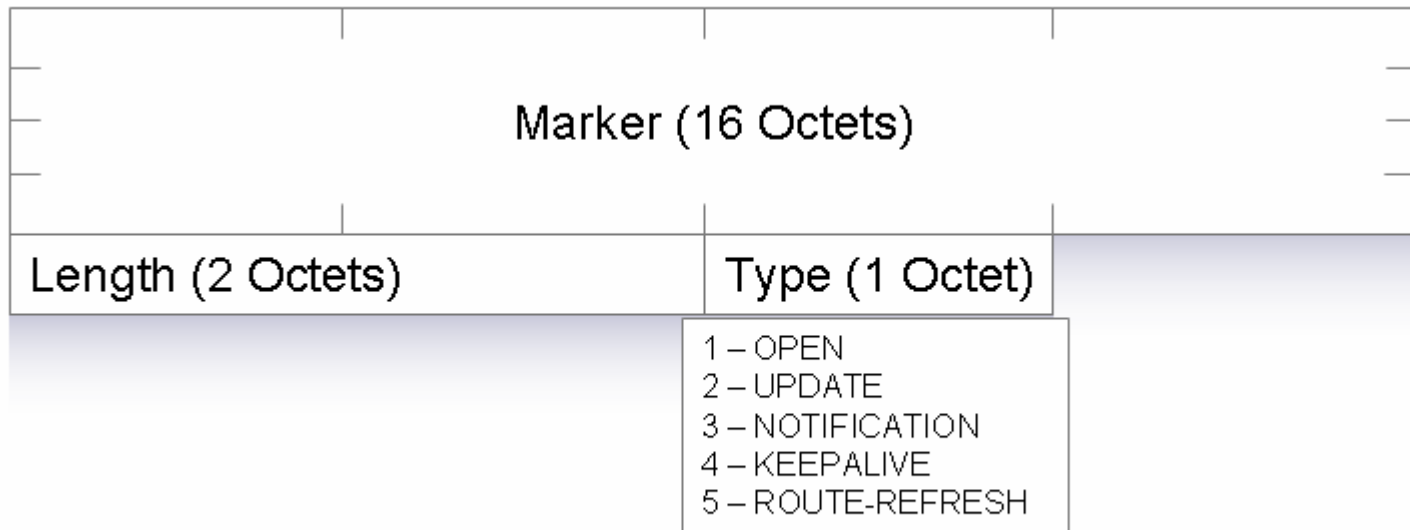 Marker (16 Octets)
Length (2 Octets)
Type (1 Octet)
1 – OPEN
2 – UPDATE
3 – NOTIFICATION
4 – KEEPALIVE
5 – ROUTE-REFRESH